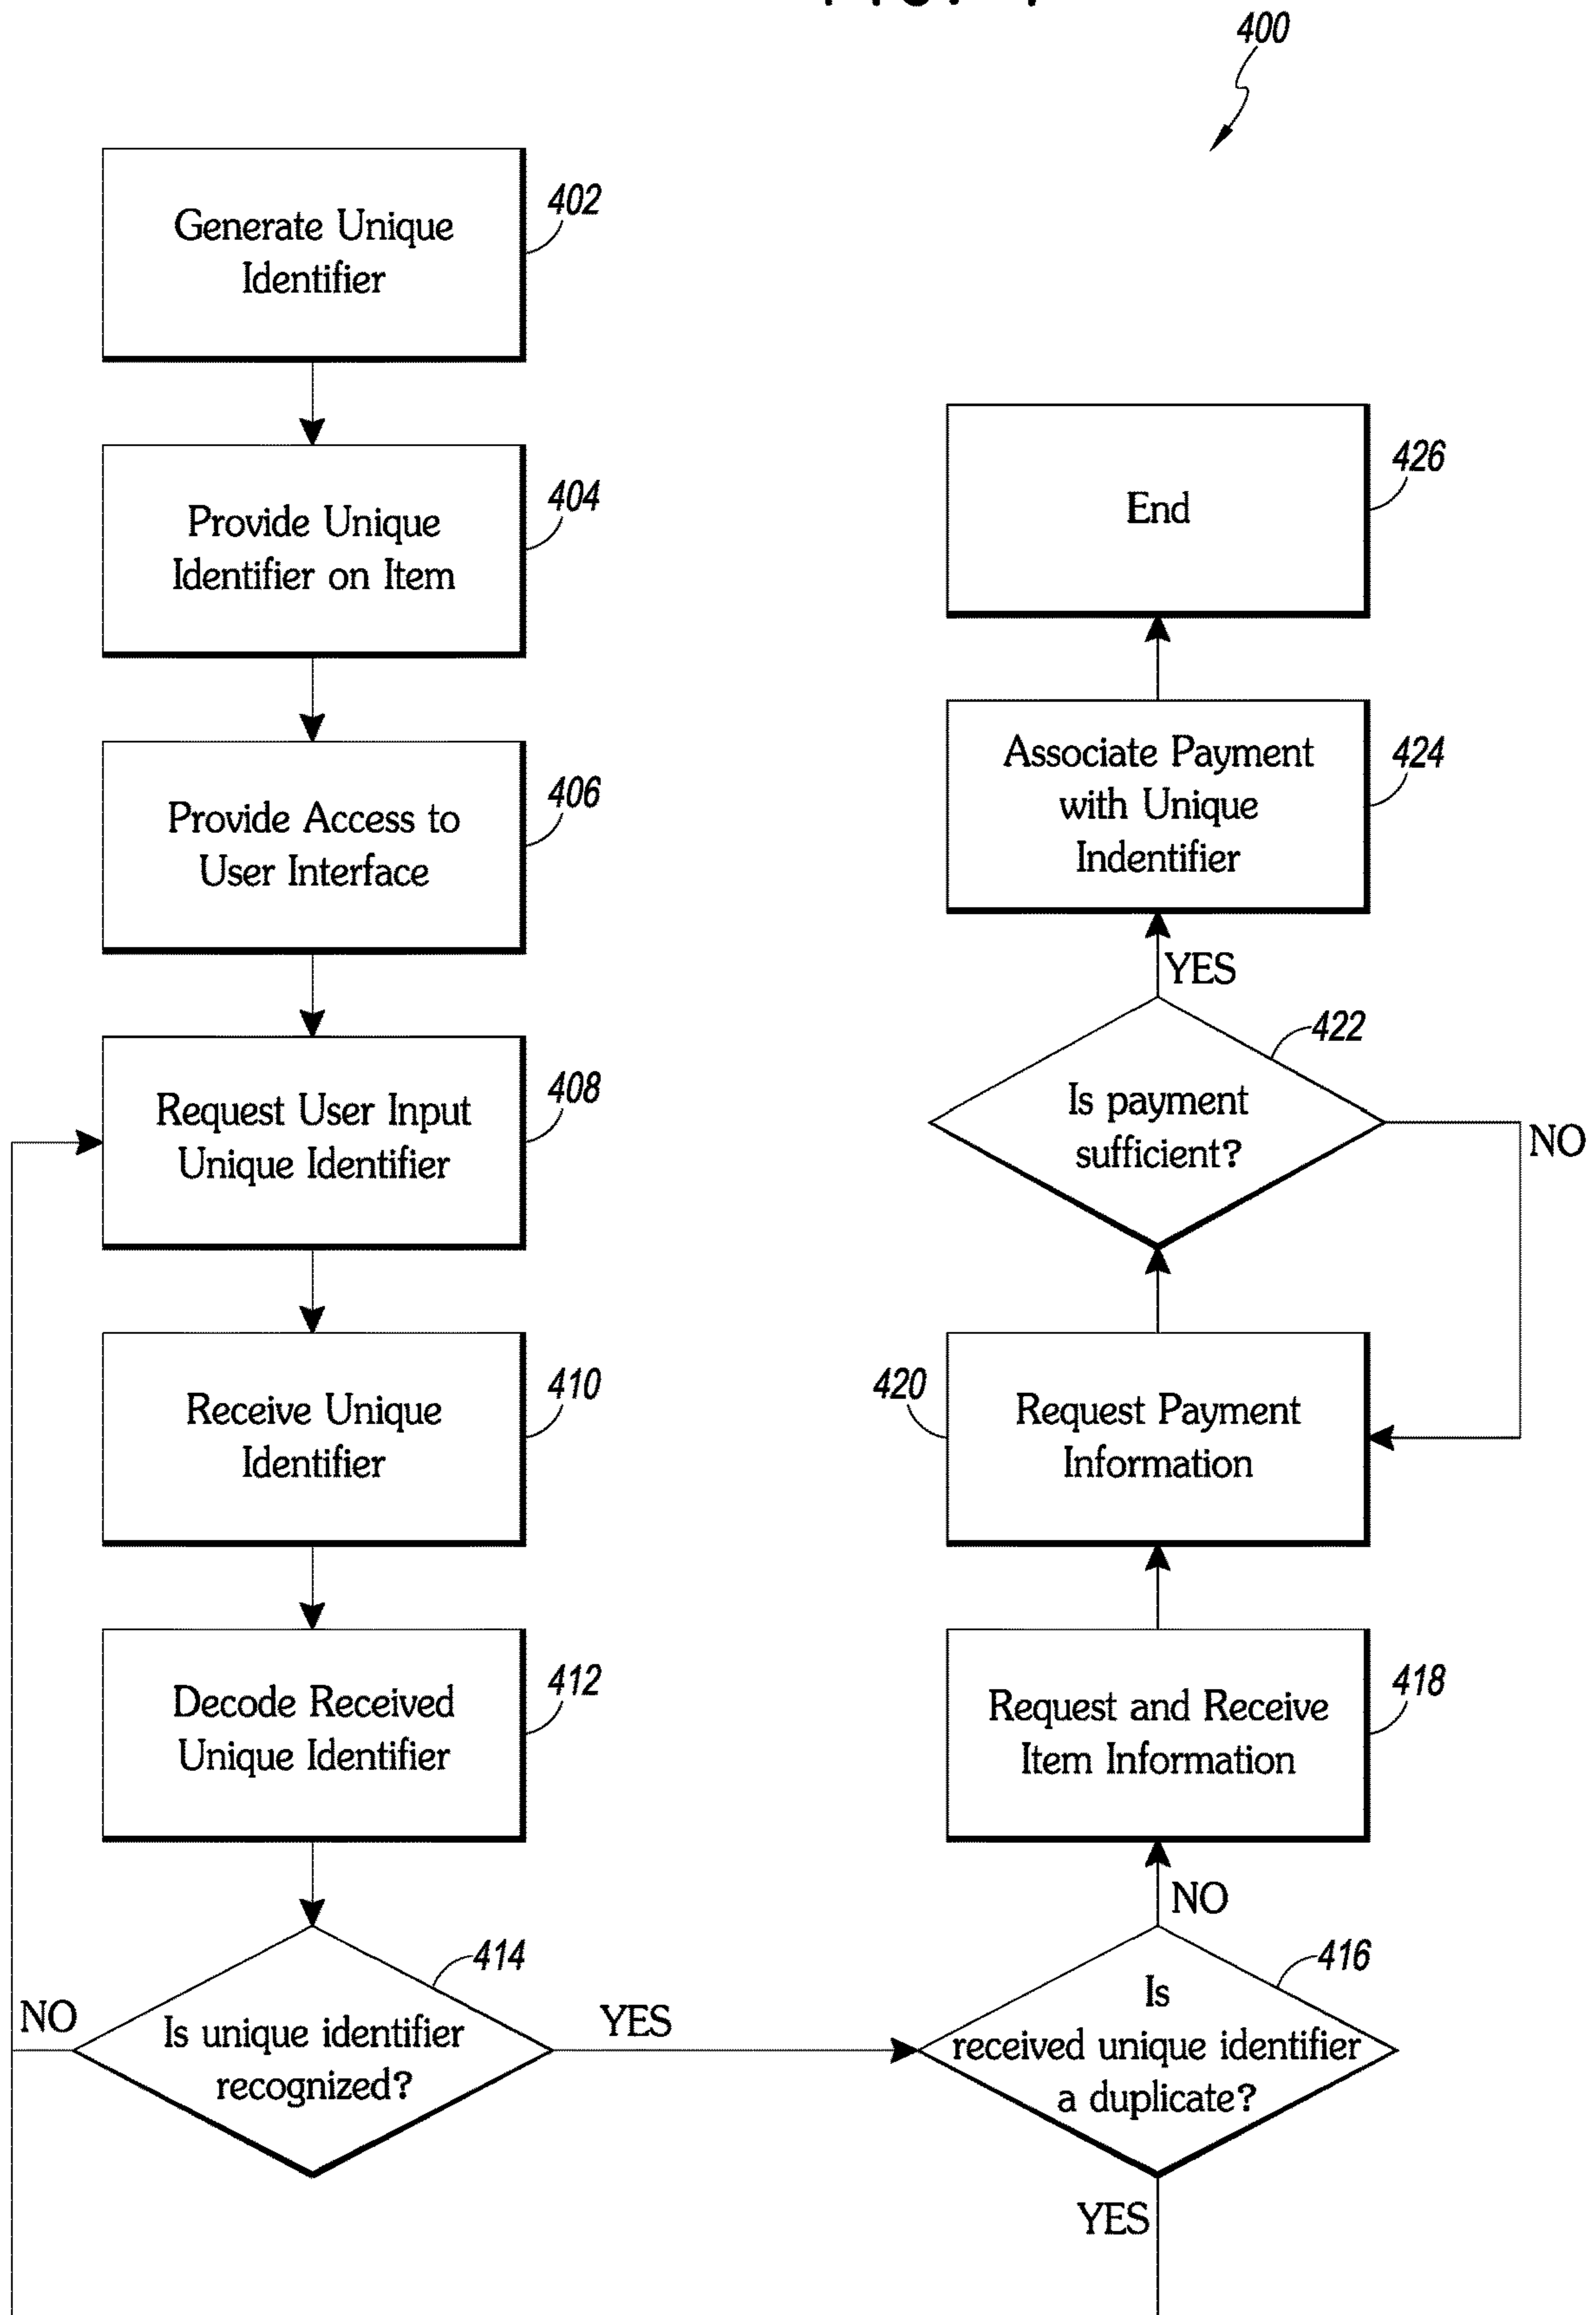 400
Generate Unique
Identifier
402
Provide Unique
Identifier on Item
404
Provide Access to
User Interface
406
Request User Input
Unique Identifier
408
Receive Unique
Identifier
410
Decode Received
Unique Identifier
412
Is unique identifier
recognized?
414
NO
YES
Is
received unique identifier
a duplicate?
416
YES
NO
Request and Receive
Item Information
418
Request Payment
Information
420
Is payment
sufficient?
422
NO
YES
Associate Payment
with Unique
Indentifier
424
End
426